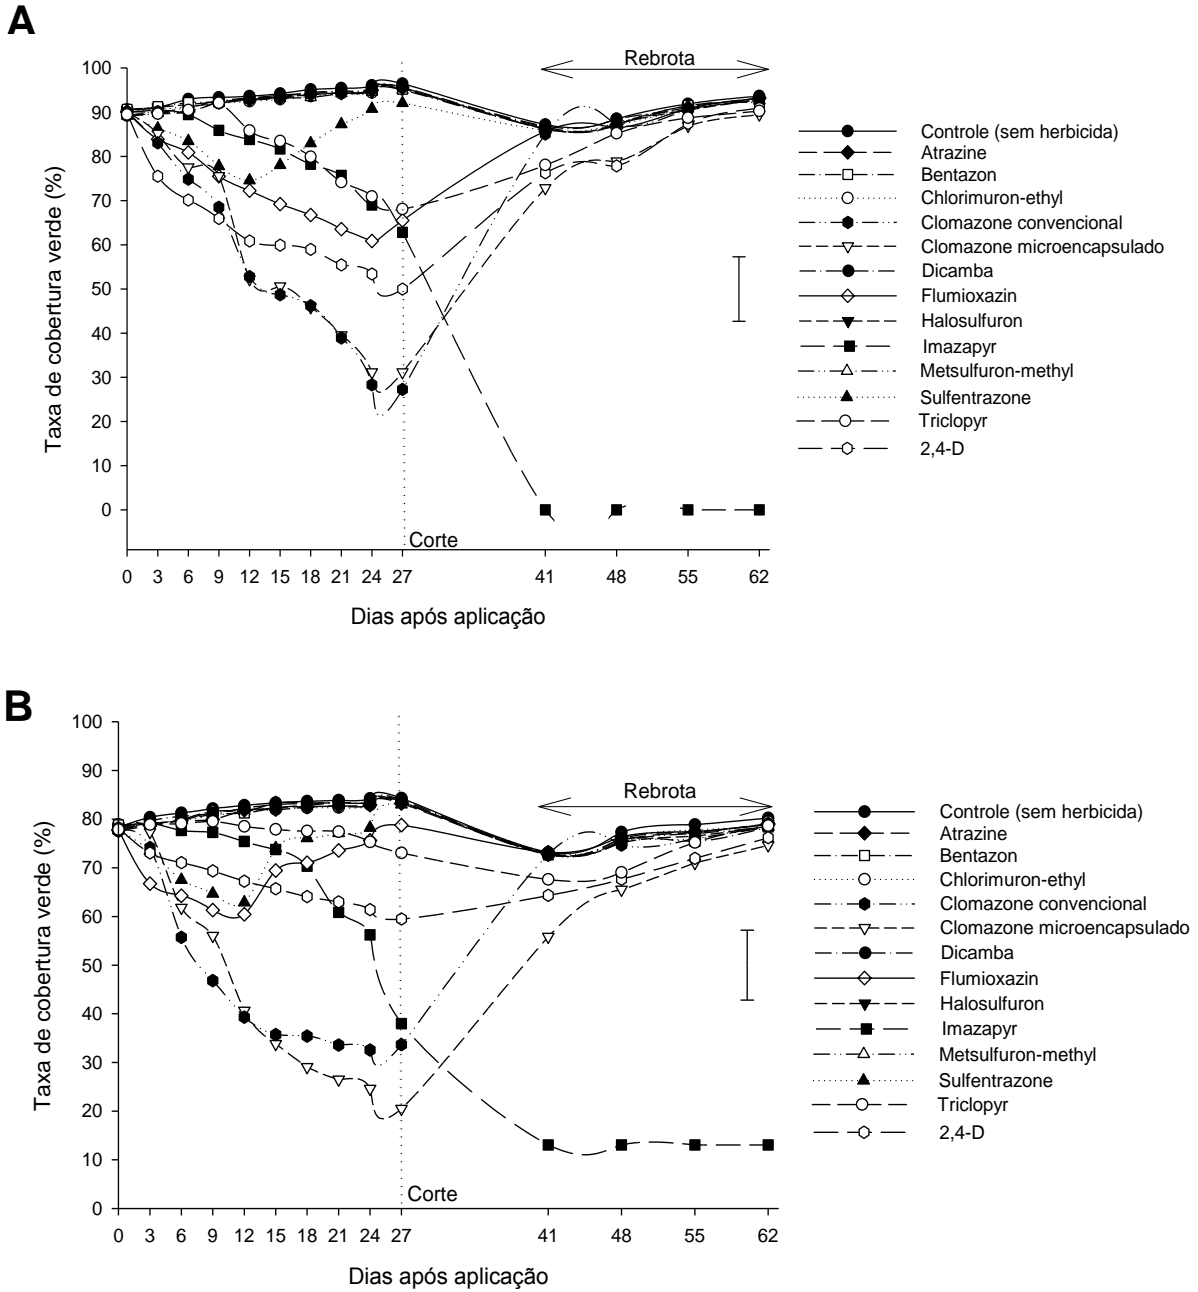 A
Rebrota
100
90
80
70
60
50
40
30
20
10
0
Taxa de cobertura verde (%)
Corte
0 3 6 9 12 15 18 21 24 27 41 48 55 62
Dias após aplicação
Controle (sem herbicida)
Atrazine
Bentazon
Chlorimuron-ethyl
Clomazone convencional
Clomazone microencapsulado
Dicamba
Flumioxazin
Halosulfuron
Imazapyr
Metsulfuron-methyl
Sulfentrazone
Triclopyr
2,4-D
B
Rebrota
100
90
80
70
60
50
40
30
20
10
0
Taxa de cobertura verde (%)
Corte
0 3 6 9 12 15 18 21 24 27 41 48 55 62
Dias após aplicação
Controle (sem herbicida)
Atrazine
Bentazon
Chlorimuron-ethyl
Clomazone convencional
Clomazone microencapsulado
Dicamba
Flumioxazin
Halosulfuron
Imazapyr
Metsulfuron-methyl
Sulfentrazone
Triclopyr
2,4-D